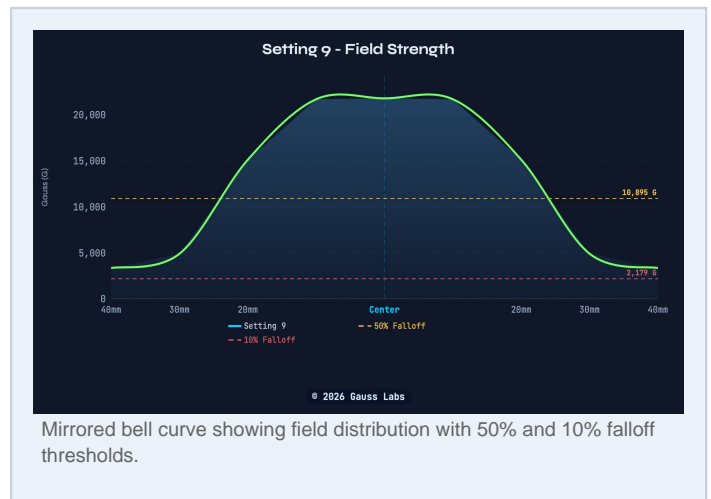 Setting 9 - Field Strength
Gauss (G)
20,000
15,000
10,895 G
10,000
5,000
2,179 G
0
40mm 30mm 20mm Center 20mm 30mm 40mm
Setting 9 50% Falloff
10% Falloff
© 2026 Gauss Labs
Mirrored bell curve showing field distribution with 50% and 10% falloff
thresholds.